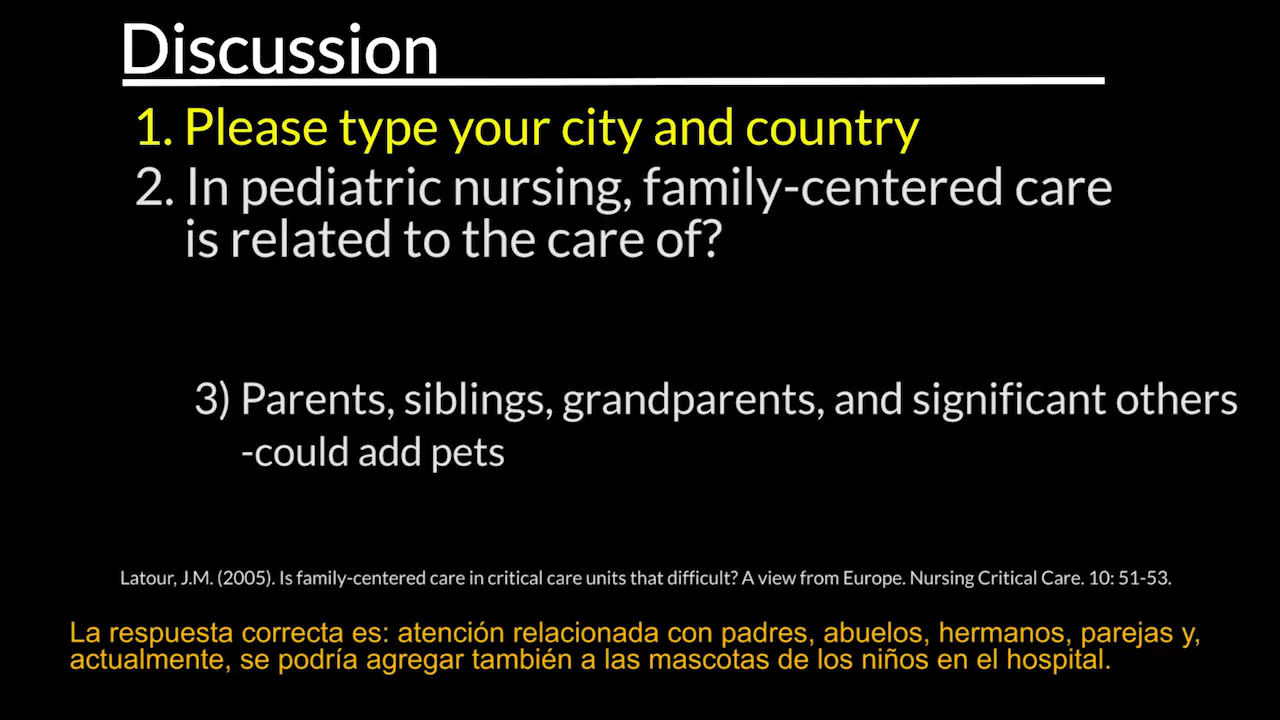 Discussion
1. Please type your city and country
2. In pediatric nursing, family-centered care
is related to the care of?
3) Parents, siblings, grandparents, and significant others
-could add pets
Latour, J.M. (2005). Is family-centered care in critical care units that difficult? A view from Europe. Nursing Critical Care. 10: 51-53.
La respuesta correcta es: atención relacionada con padres, abuelos, hermanos, parejas y,
actualmente, se podría agregar también a las mascotas de los niños en el hospital.